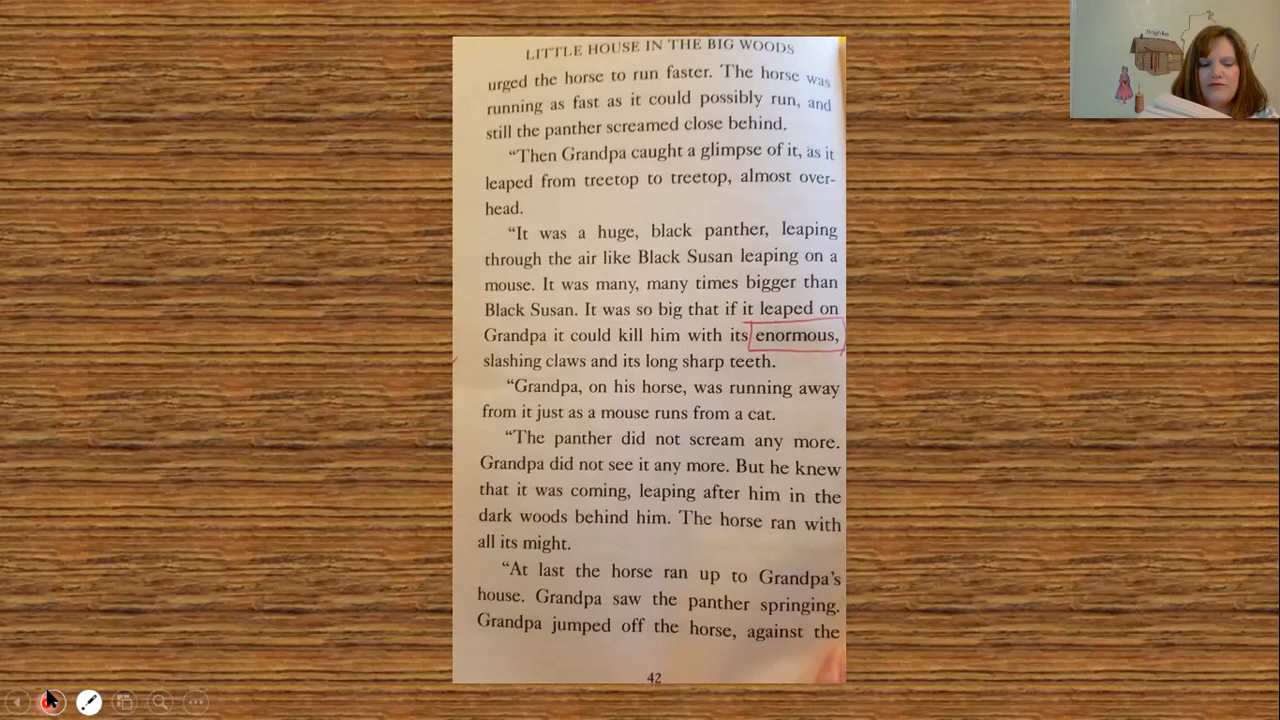 LITTLE HOUSE IN THE BIG WOODS
urged the horse to run faster. The horse was
running as fast as it could possibly run, and
still the panther screamed close behind.
“Then Grandpa caught a glimpse of it, as it
leaped from treetop to treetop, almost over-
head.
“It was a huge, black panther, leaping
through the air like Black Susan leaping on a
mouse. It was many, many times bigger than
Black Susan. It was so big that if it leaped on
Grandpa it could kill him with its enormous,
slashing claws and its long sharp teeth.
“Grandpa, on his horse, was running away
from it just as a mouse runs from a cat.
“The panther did not scream any more.
Grandpa did not see it any more. But he knew
that it was coming, leaping after him in the
dark woods behind him. The horse ran with
all its might.
“At last the horse ran up to Grandpa’s
house. Grandpa saw the panther springing.
Grandpa jumped off the horse, against the
42